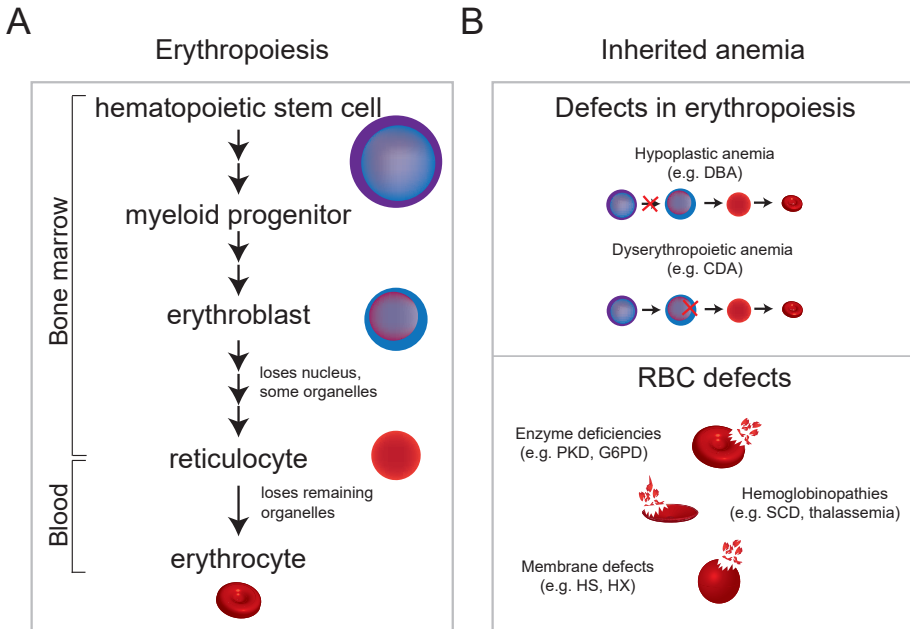 A
Erythropoiesis
Bone marrow
hematopoietic stem cell
myeloid progenitor
erythroblast
loses nucleus,
some organelles
reticulocyte
Blood
loses remaining
organelles
erythrocyte
B
Inherited anemia
Defects in erythropoiesis
Hypoplastic anemia
(e.g. DBA)
Dyserythropoietic anemia
(e.g. CDA)
RBC defects
Enzyme deficiencies
(e.g. PKD, G6PD)
Hemoglobinopathies
(e.g. SCD, thalassemia)
Membrane defects
(e.g. HS, HX)